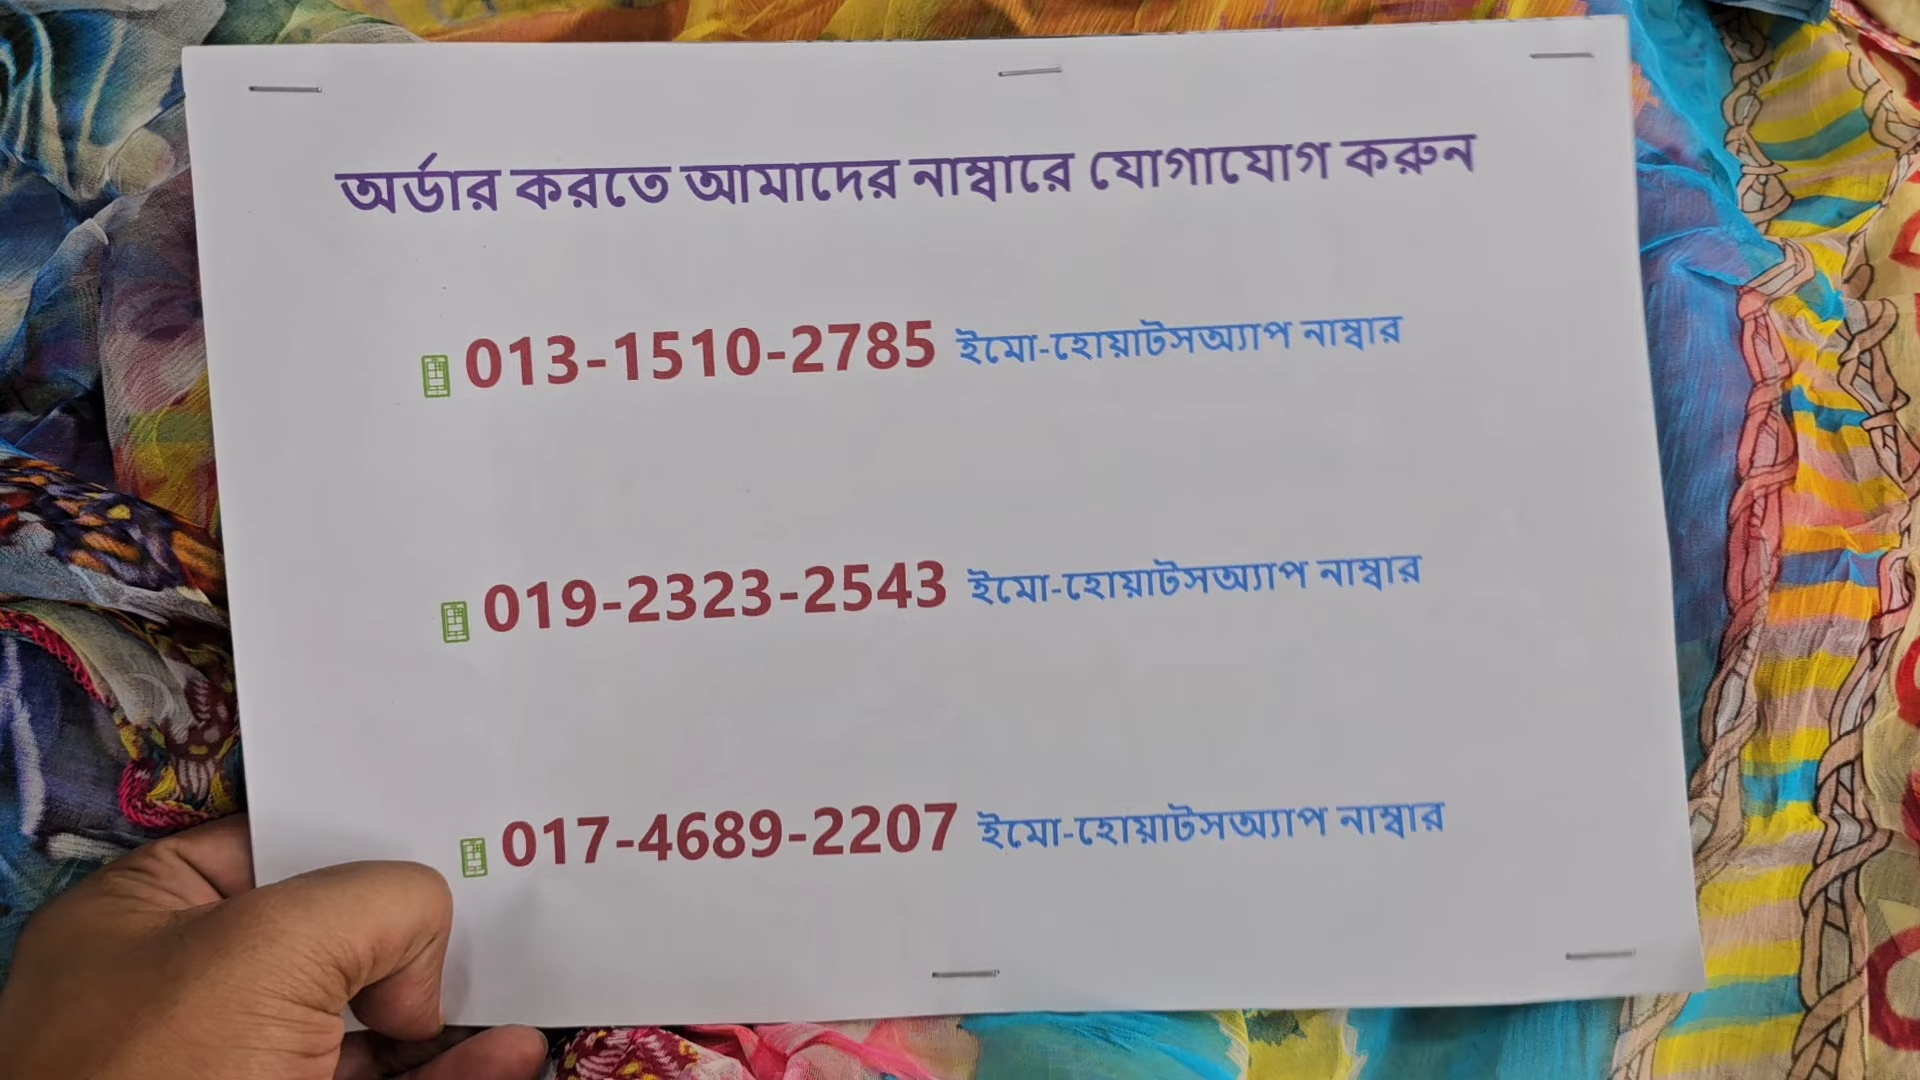 অর্ডার করতে আমাদের নাম্বারে যোগাযোগ করুন
013-1510-2785 ইমো-হোয়াটসঅ্যাপ নাম্বার
019-2323-2543 ইমো-হোয়াটসঅ্যাপ নাম্বার
017-4689-2207 ইমো-হোয়াটসঅ্যাপ নাম্বার